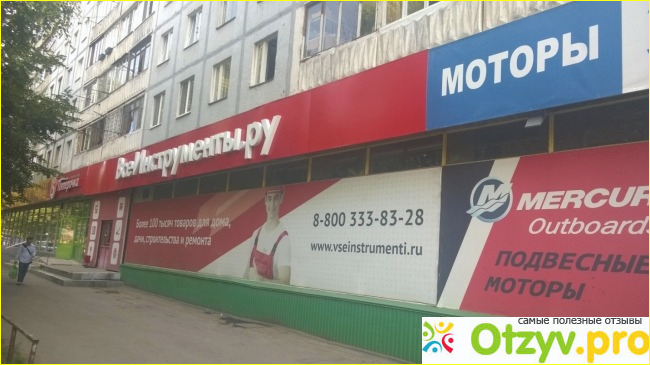 МОТОРЫ
ВсеИнструменты.ру
Пятёрочка
Более 100 тысяч товаров для дома,
дачи, строительства и ремонта
8-800 333-83-28
www.vseinstrumenti.ru
MERCUR
Outboards
ПОДВЕСНЫЕ
МОТОРЫ
самые полезные отзывы
Otzyv.pro